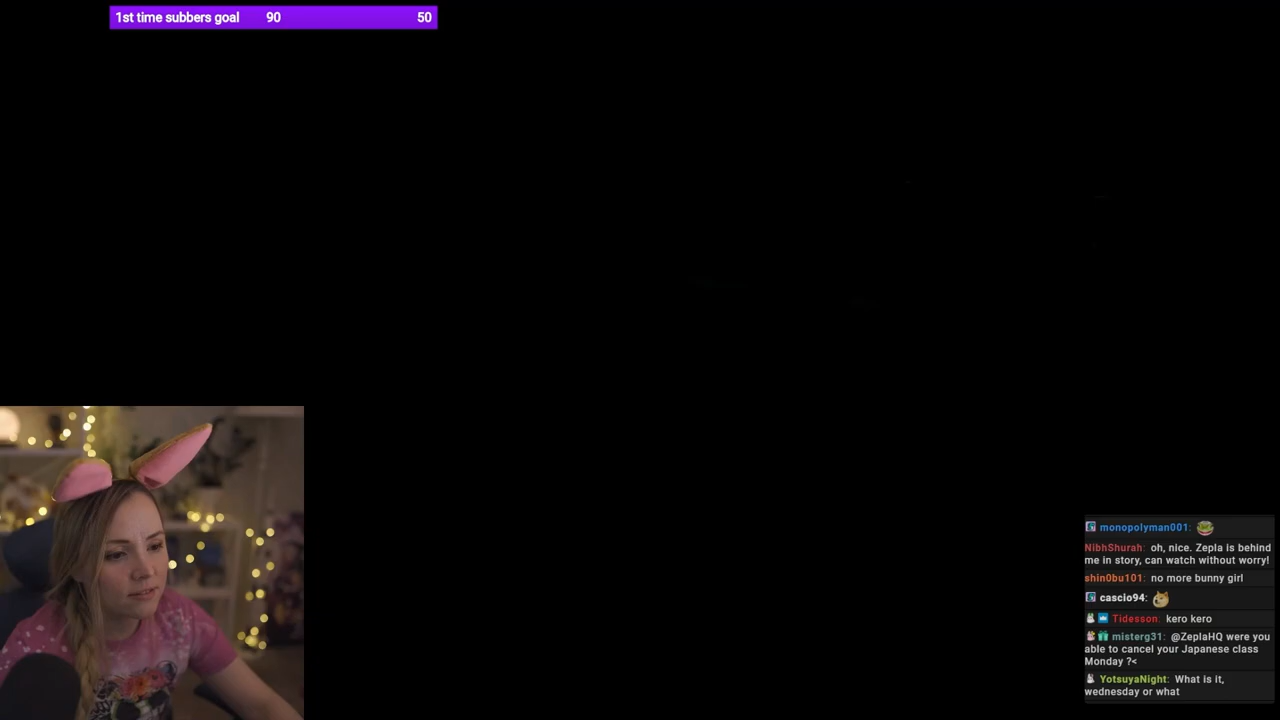 1st time subbers goal 90 50
monopolyman001:
NibhShurah: oh, nice. Zepla is behind
me in story, can watch without worry!
shin0bu101: no more bunny girl
cascio94:
Tidesson: kero kero
misterg31: @ZeplaHQ were you
able to cancel your Japanese class
Monday ?<
YotsuyaNight: What is it,
wednesday or what